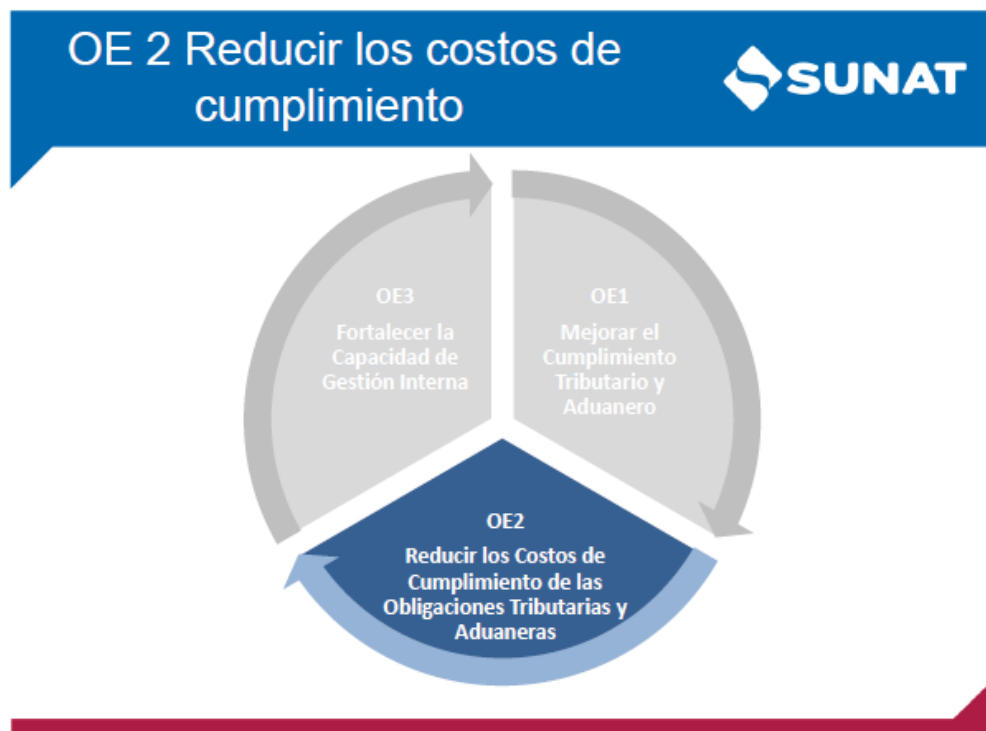 OE 2 Reducir los costos de
cumplimiento
SUNAT
OE3
Fortalecer la
Capacidad de
Gestión Interna
OE1
Mejorar el
Cumplimiento
Tributario y
Aduanero
OE2
Reducir los Costos de
Cumplimiento de las
Obligaciones Tributarias y
Aduaneras